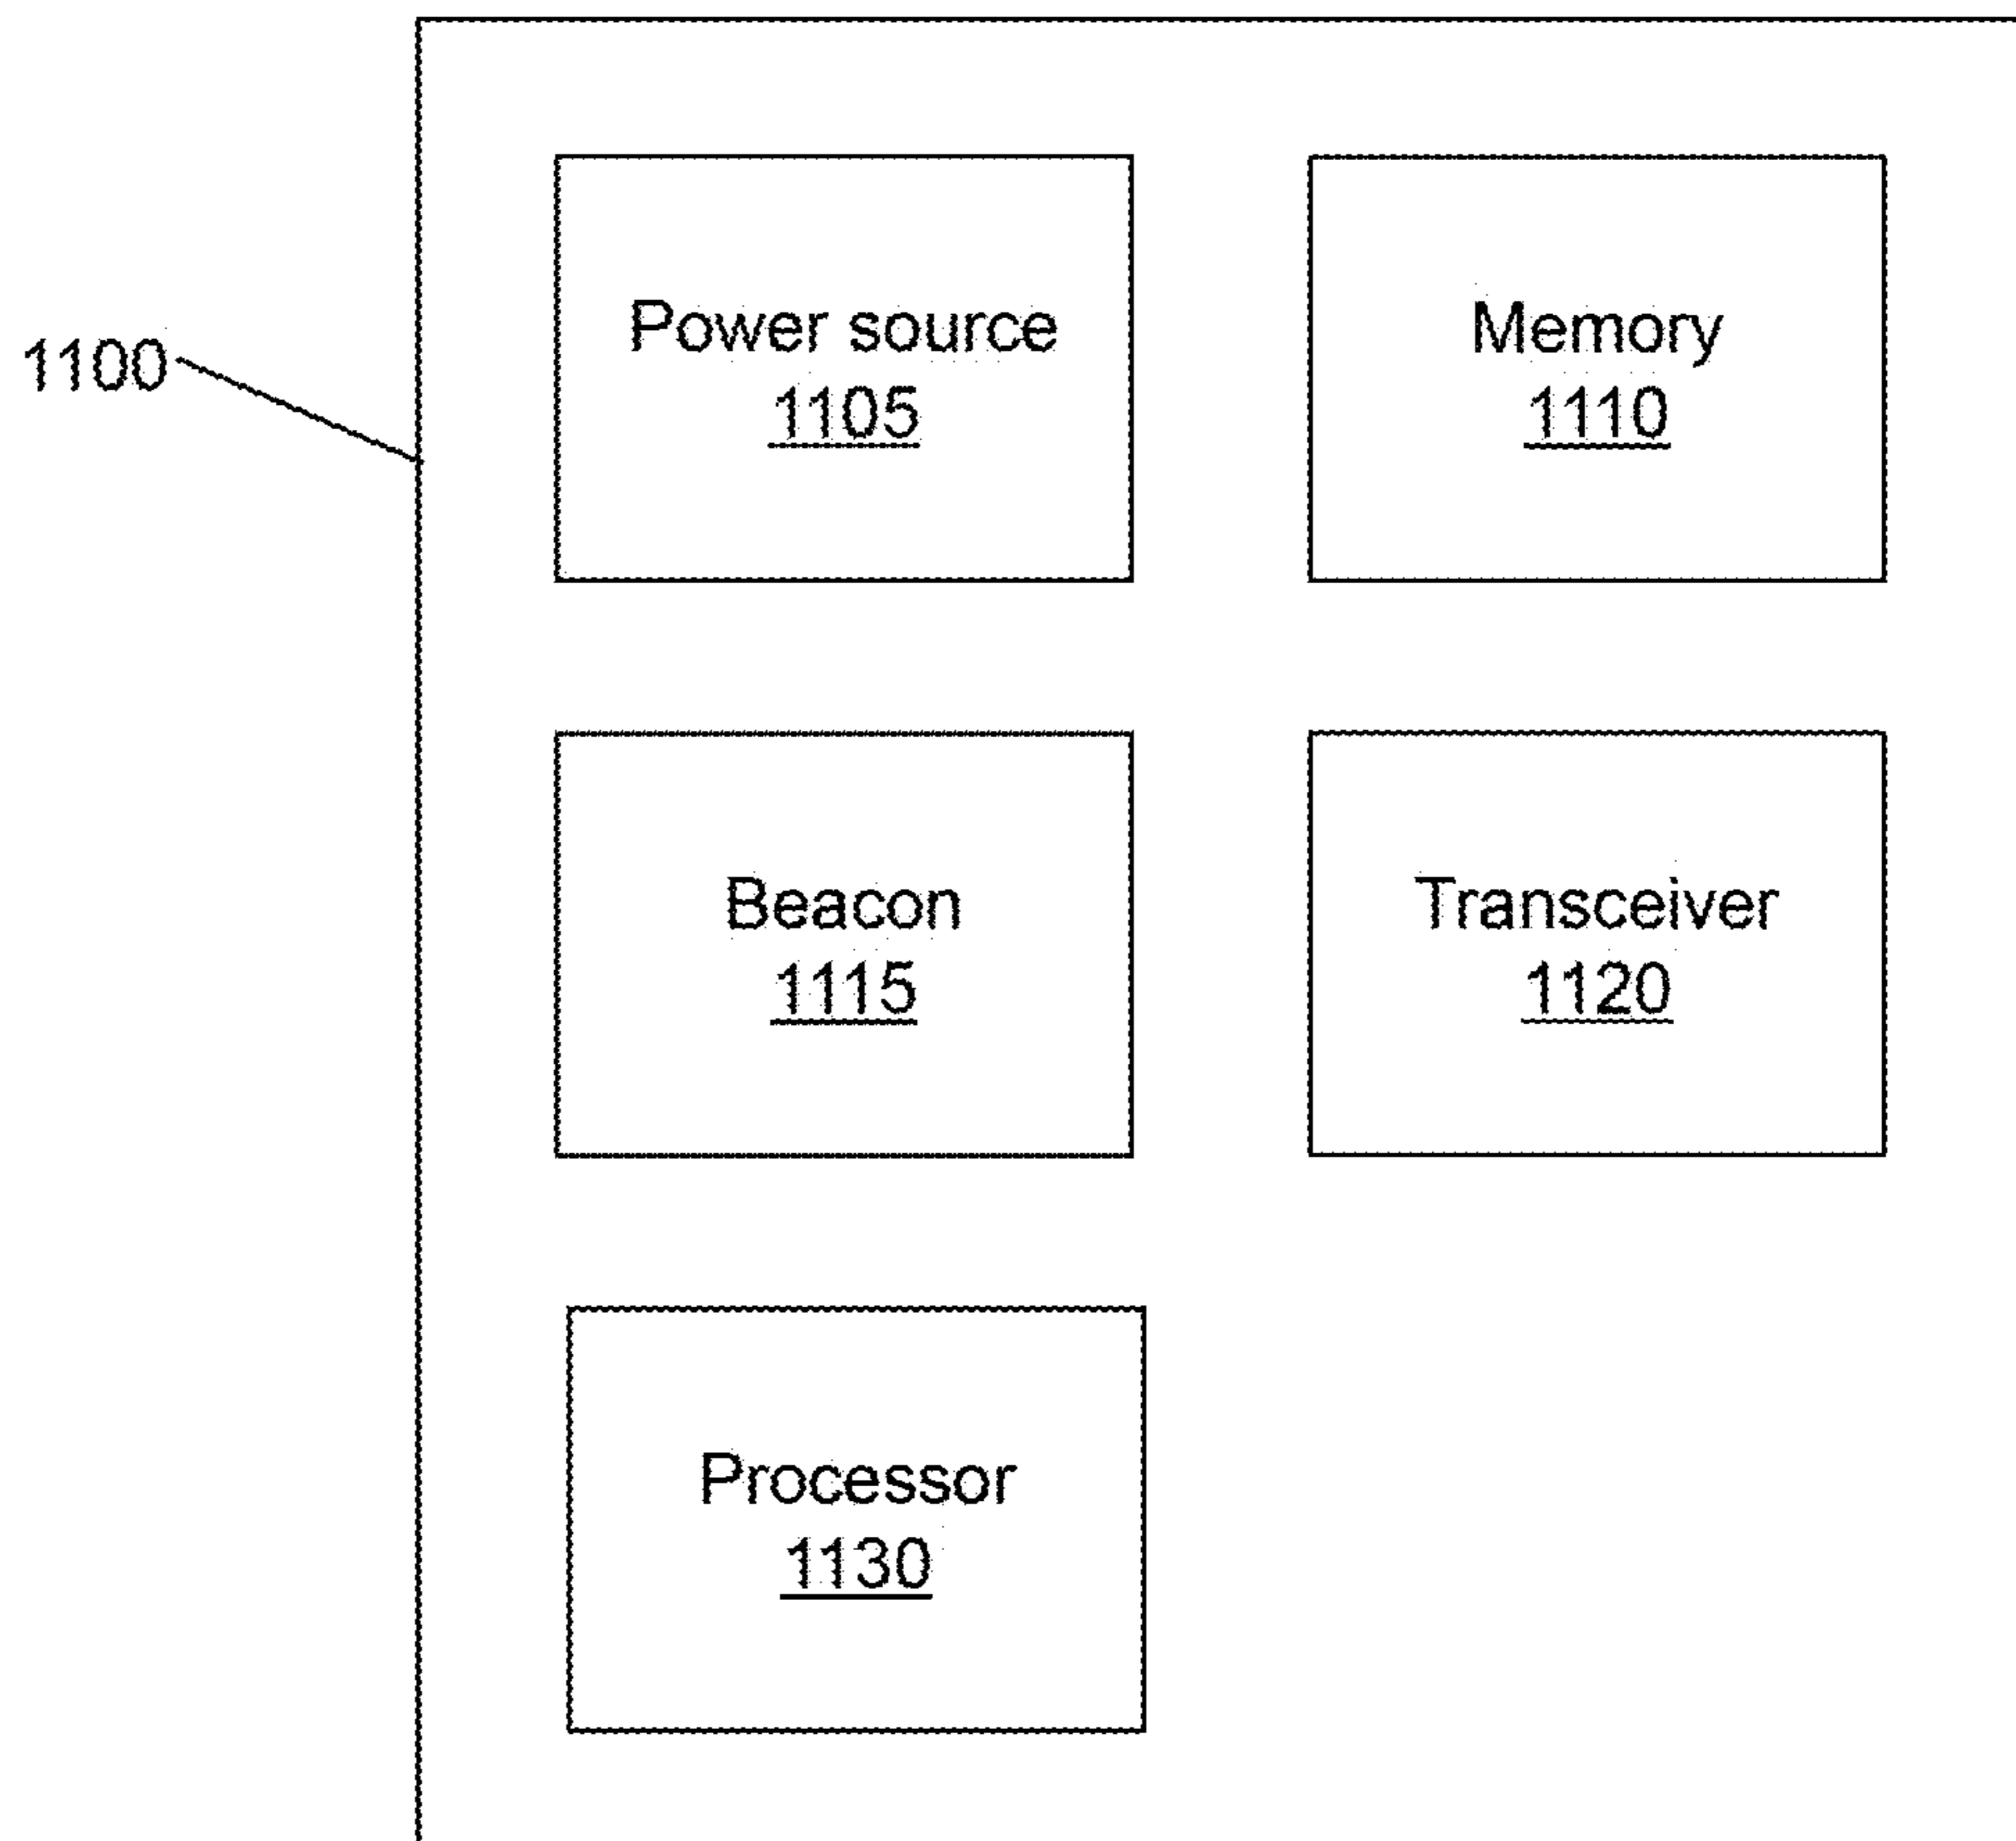 Power source
1105
Memory
1110
1100
Beacon
1115
Transceiver
1120
Processor
1130